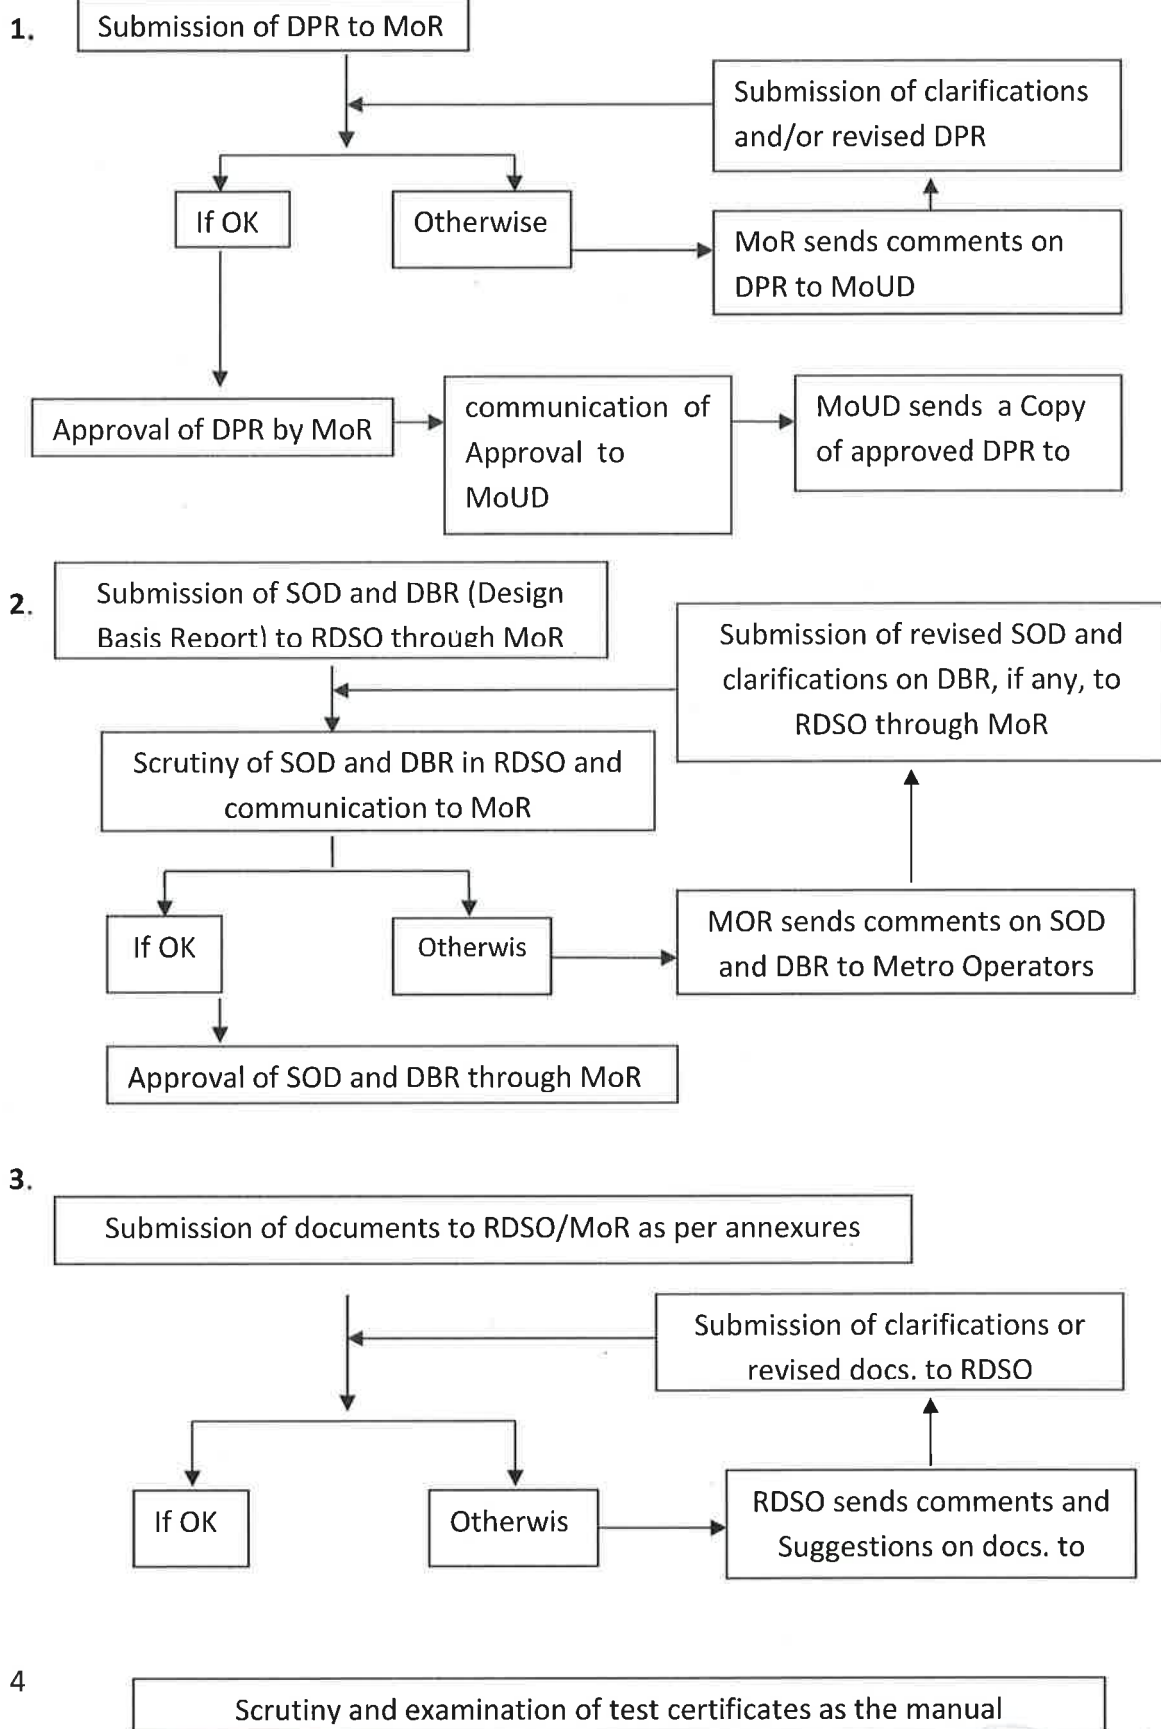 1.
Submission of DPR to MoR
Submission of clarifications
and/or revised DPR
If OK
Otherwise
MoR sends comments on
DPR to MoUD
Approval of DPR by MoR
communication of
Approval to
MoUD
MoUD sends a Copy
of approved DPR to
2.
Submission of SOD and DBR (Design
Basis Report) to RDSO through MoR
Submission of revised SOD and
clarifications on DBR, if any, to
RDSO through MoR
Scrutiny of SOD and DBR in RDSO and
communication to MoR
If OK
Otherwis
MOR sends comments on SOD
and DBR to Metro Operators
Approval of SOD and DBR through MoR
3.
Submission of documents to RDSO/MoR as per annexures
Submission of clarifications or
revised docs. to RDSO
If OK
Otherwis
RDSO sends comments and
Suggestions on docs. to
4
Scrutiny and examination of test certificates as the manual